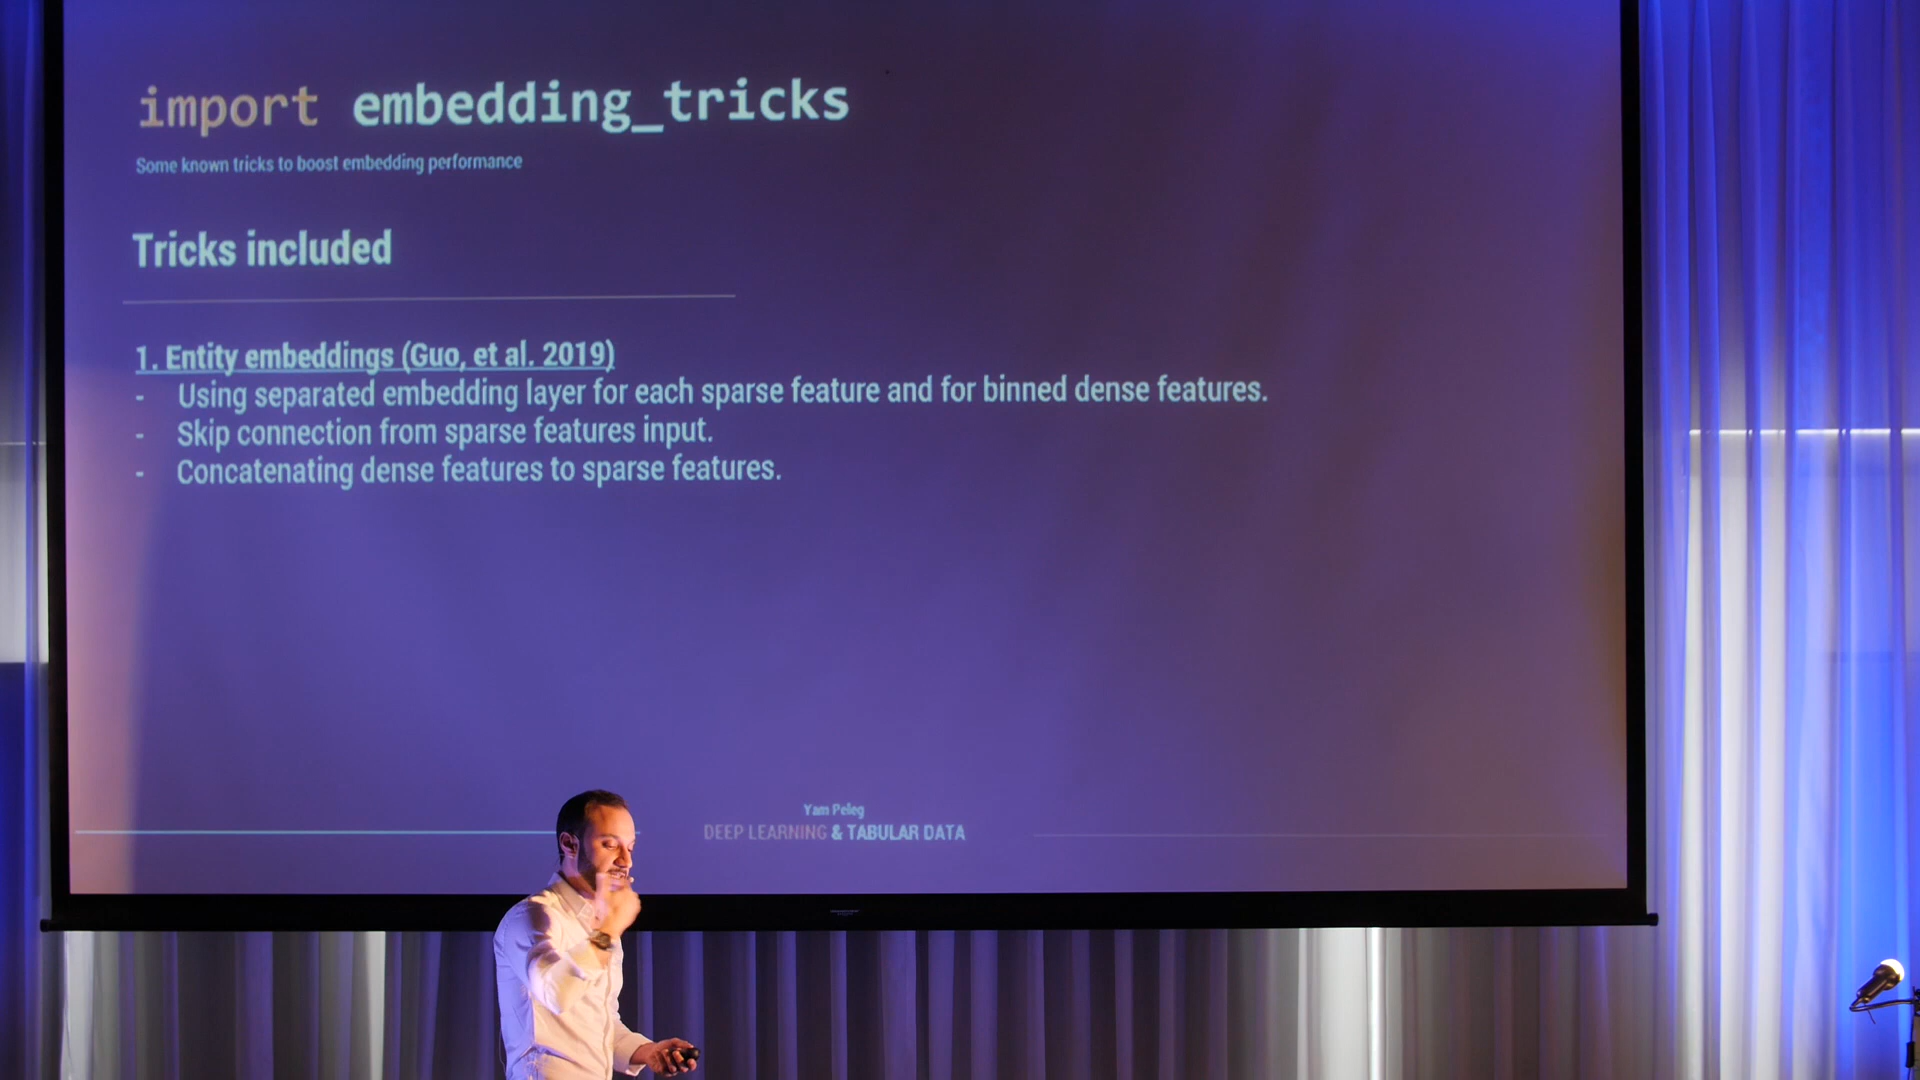 import embedding_tricks
Some known tricks to boost embedding performance
Tricks included
1. Entity embeddings (Guo, et al. 2019)
- Using separated embedding layer for each sparse feature and for binned dense features.
- Skip connection from sparse features input.
- Concatenating dense features to sparse features.
Yam Peleg
DEEP LEARNING & TABULAR DATA